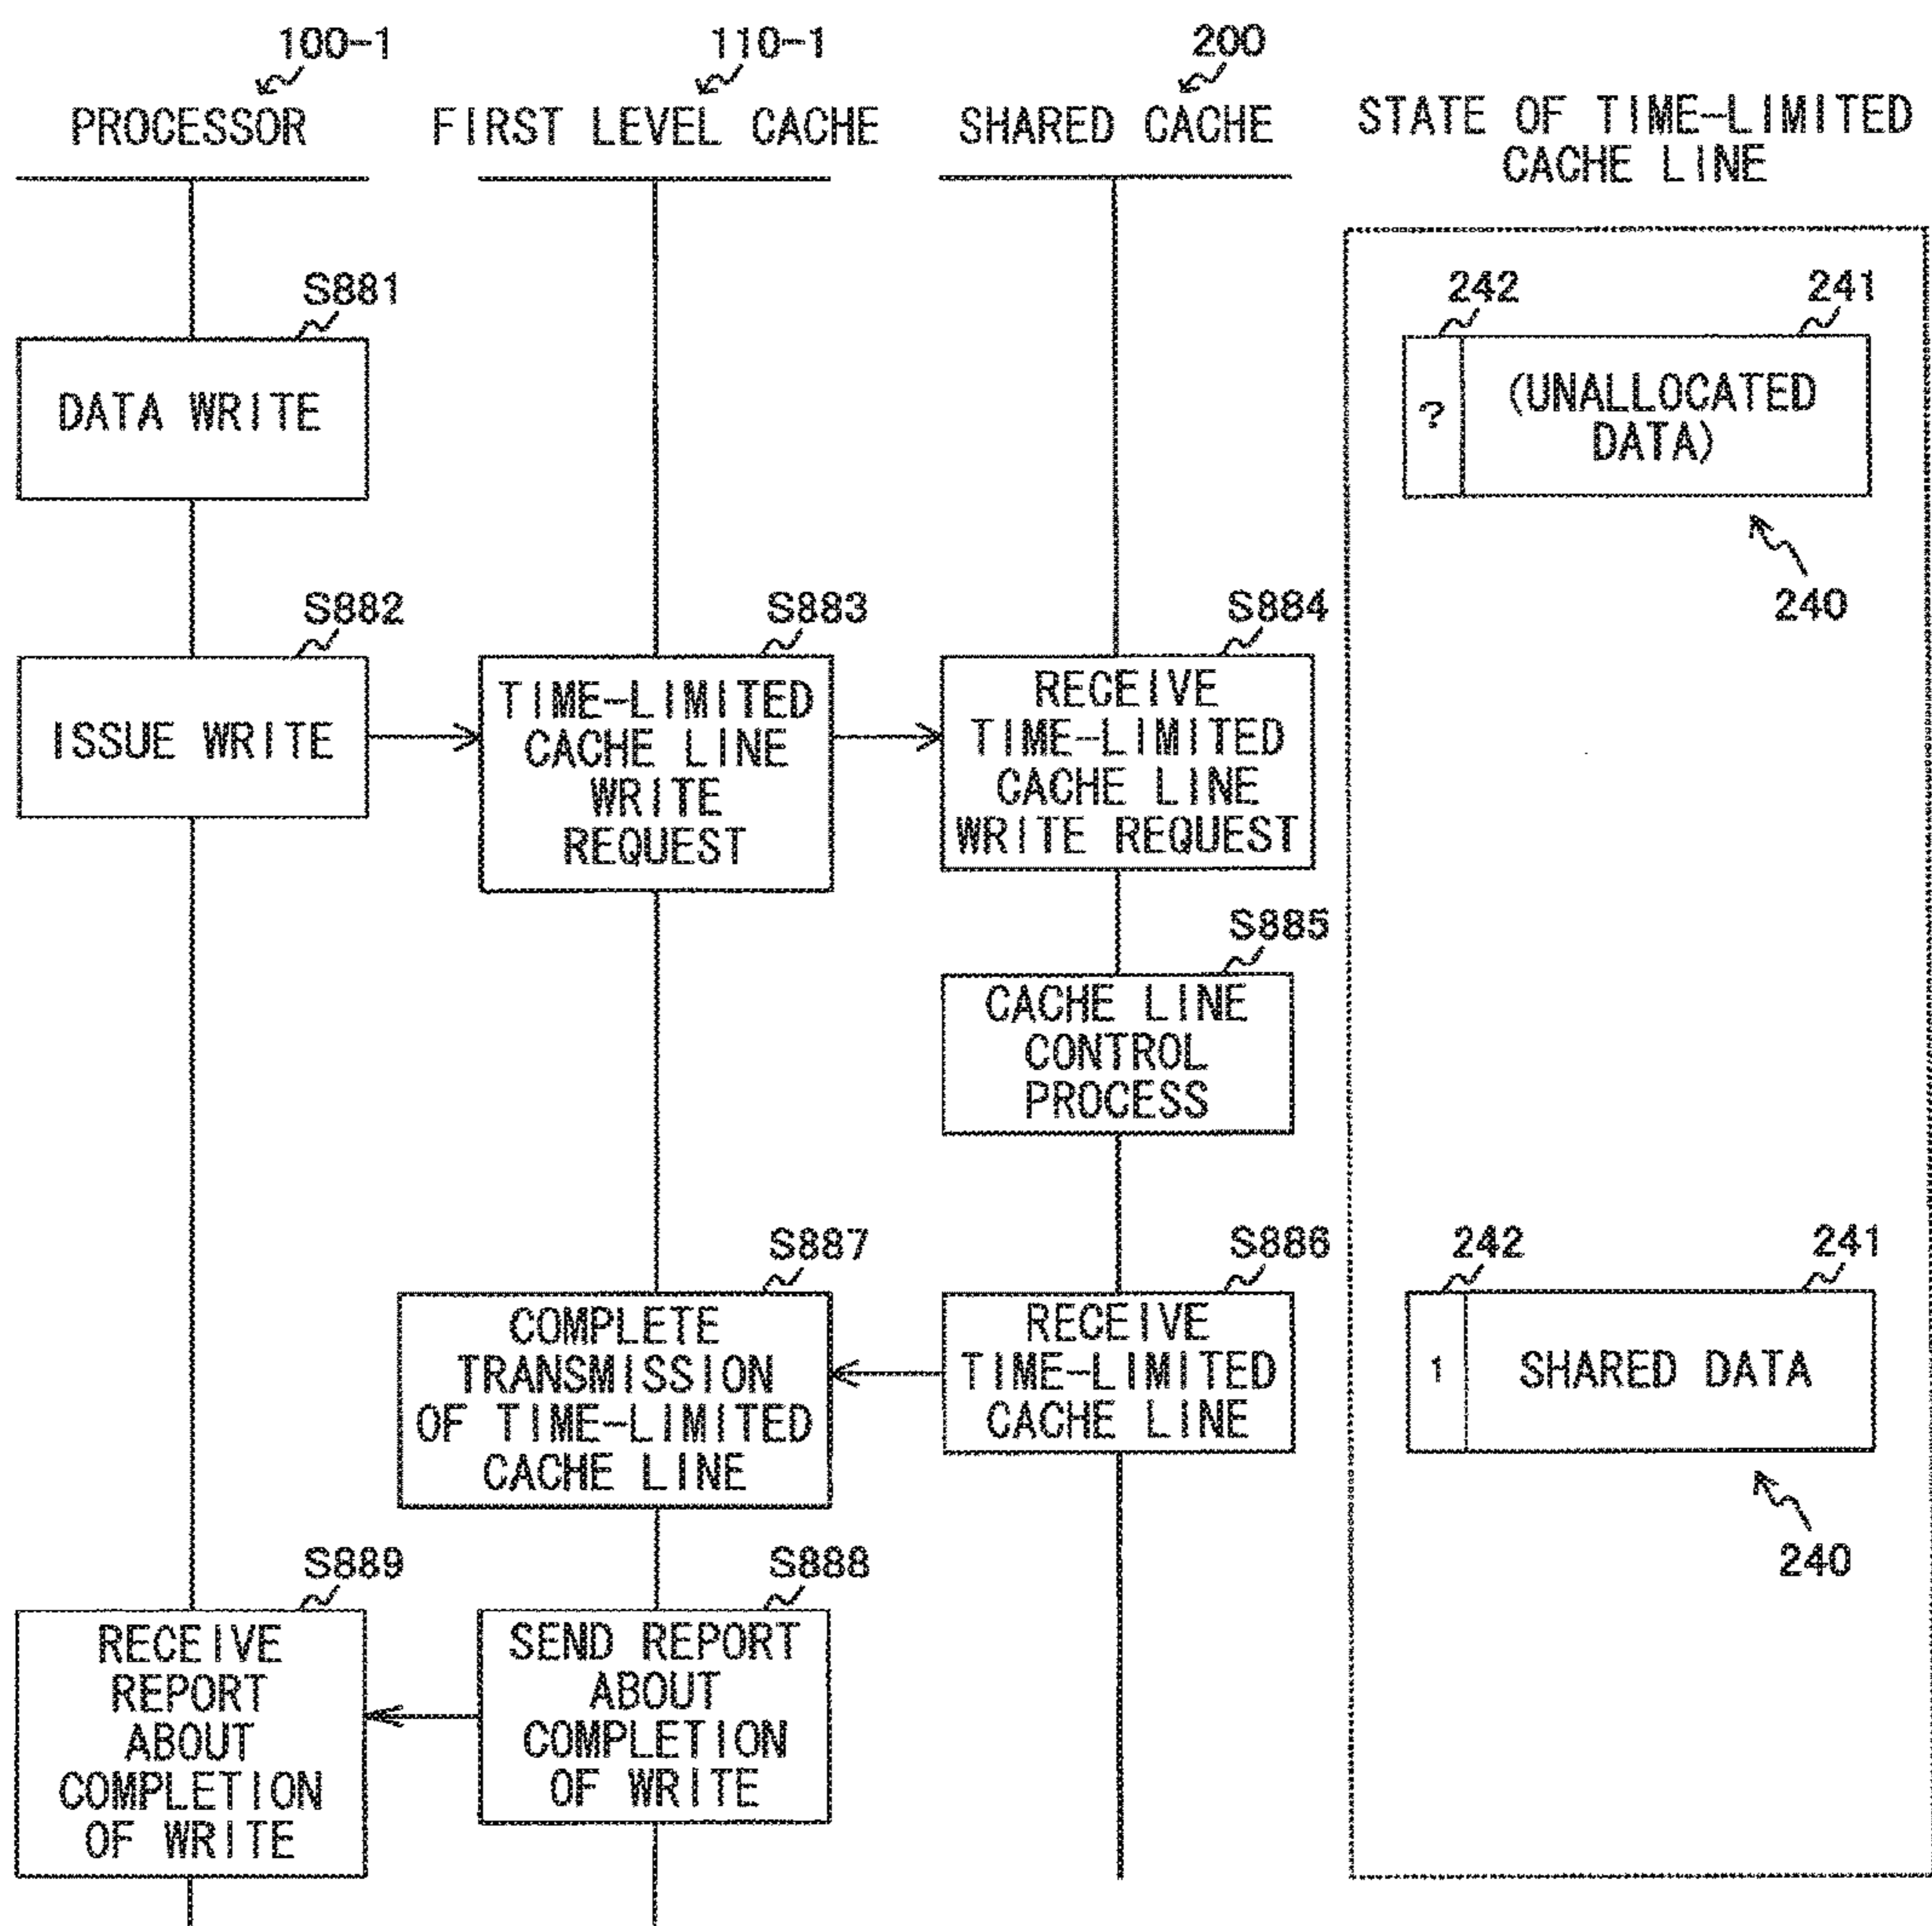 100-1
110-1
200
PROCESSOR
FIRST LEVEL CACHE
SHARED CACHE
STATE OF TIME-LIMITED
CACHE LINE
S881
DATA WRITE
242
241
?
(UNALLOCATED
DATA)
240
S882
ISSUE WRITE
S883
TIME-LIMITED
CACHE LINE
WRITE
REQUEST
S884
RECEIVE
TIME-LIMITED
CACHE LINE
WRITE REQUEST
S885
CACHE LINE
CONTROL
PROCESS
S887
COMPLETE
TRANSMISSION
OF TIME-LIMITED
CACHE LINE
S886
RECEIVE
TIME-LIMITED
CACHE LINE
242
241
1
SHARED DATA
240
S889
RECEIVE
REPORT
ABOUT
COMPLETION
OF WRITE
S888
SEND REPORT
ABOUT
COMPLETION
OF WRITE